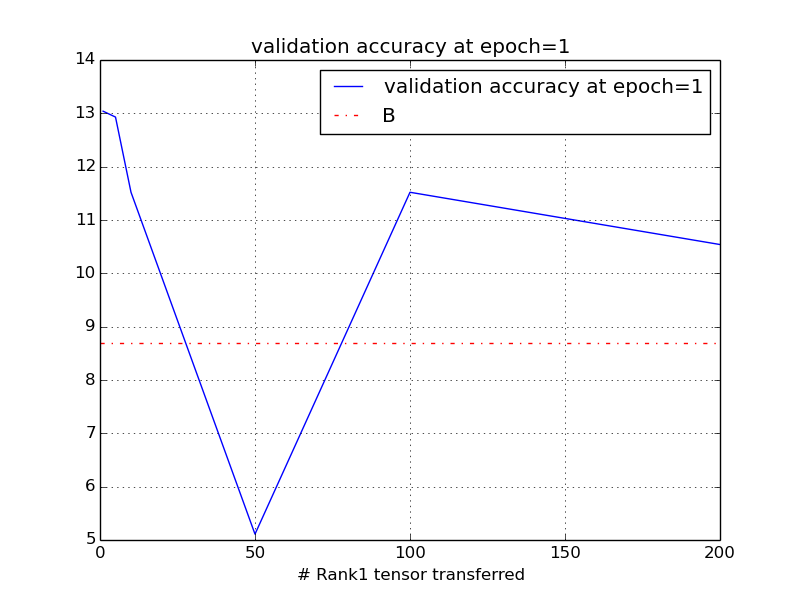 validation accuracy at epoch=1
validation accuracy at epoch=1
B
14
13
12
11
10
9
8
7
6
5
0 50 100 150 200
# Rank1 tensor transferred